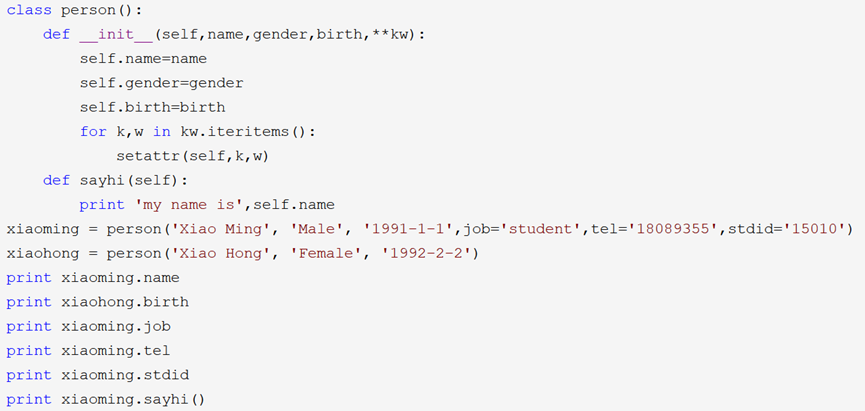 class person():
    def __init__(self,name,gender,birth,**kw):
        self.name=name
        self.gender=gender
        self.birth=birth
        for k,w in kw.iteritems():
            setattr(self,k,w)
    def sayhi(self):
        print 'my name is',self.name
xiaoming = person('Xiao Ming', 'Male', '1991-1-1',job='student',tel='18089355',stdid='15010')
xiaohong = person('Xiao Hong', 'Female', '1992-2-2')
print xiaoming.name
print xiaohong.birth
print xiaoming.job
print xiaoming.tel
print xiaoming.stdid
print xiaoming.sayhi()